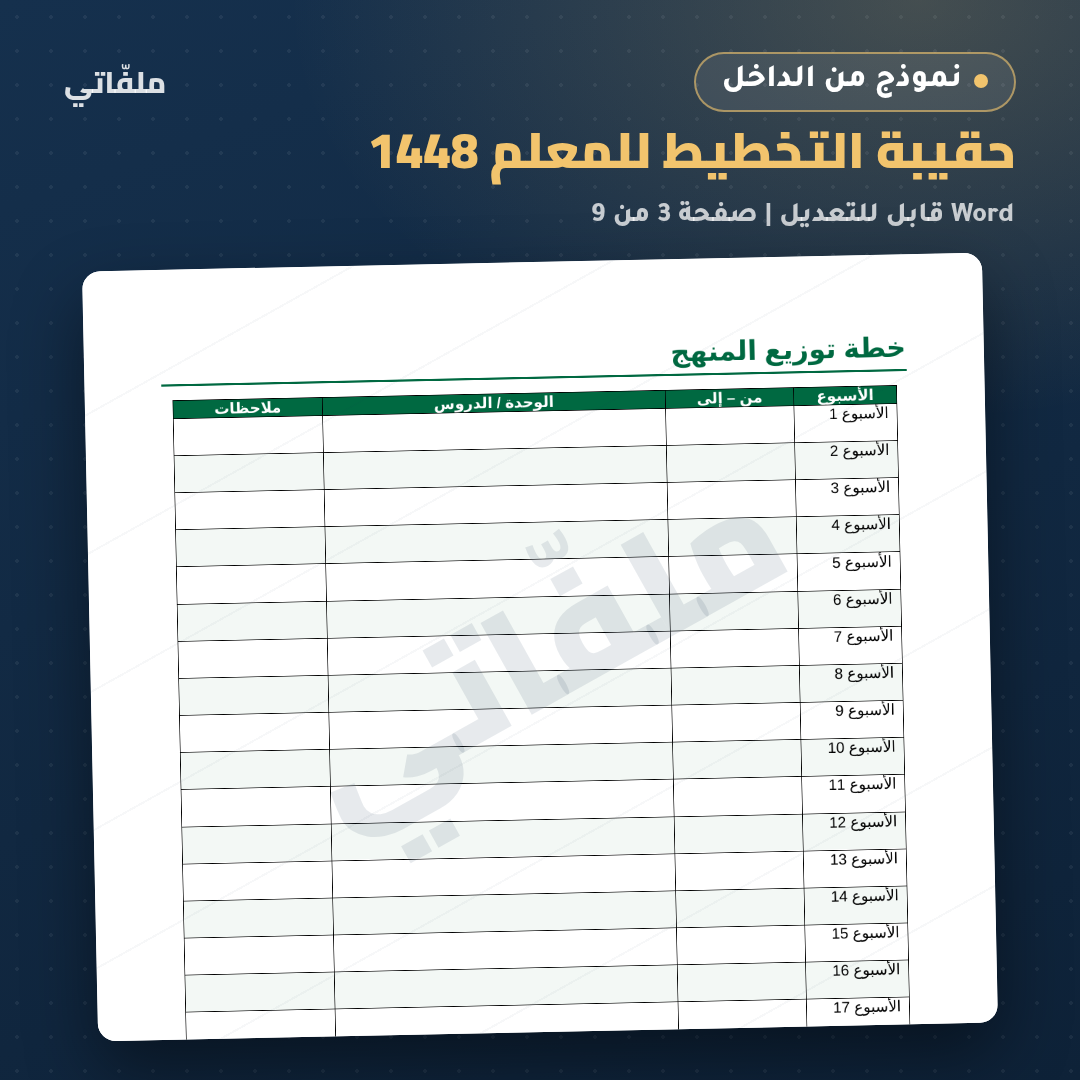 نموذج من الداخل
ملفّاتي
حقيبة التخطيط للمعلم 1448
Word قابل للتعديل | صفحة 3 من 9
خطة توزيع المنهج
الأسبوع من – إلى الوحدة / الدروس ملاحظات
الأسبوع 1
الأسبوع 2
الأسبوع 3
الأسبوع 4
الأسبوع 5
الأسبوع 6
الأسبوع 7
الأسبوع 8
الأسبوع 9
الأسبوع 10
الأسبوع 11
الأسبوع 12
الأسبوع 13
الأسبوع 14
الأسبوع 15
الأسبوع 16
الأسبوع 17
ملفّاتي